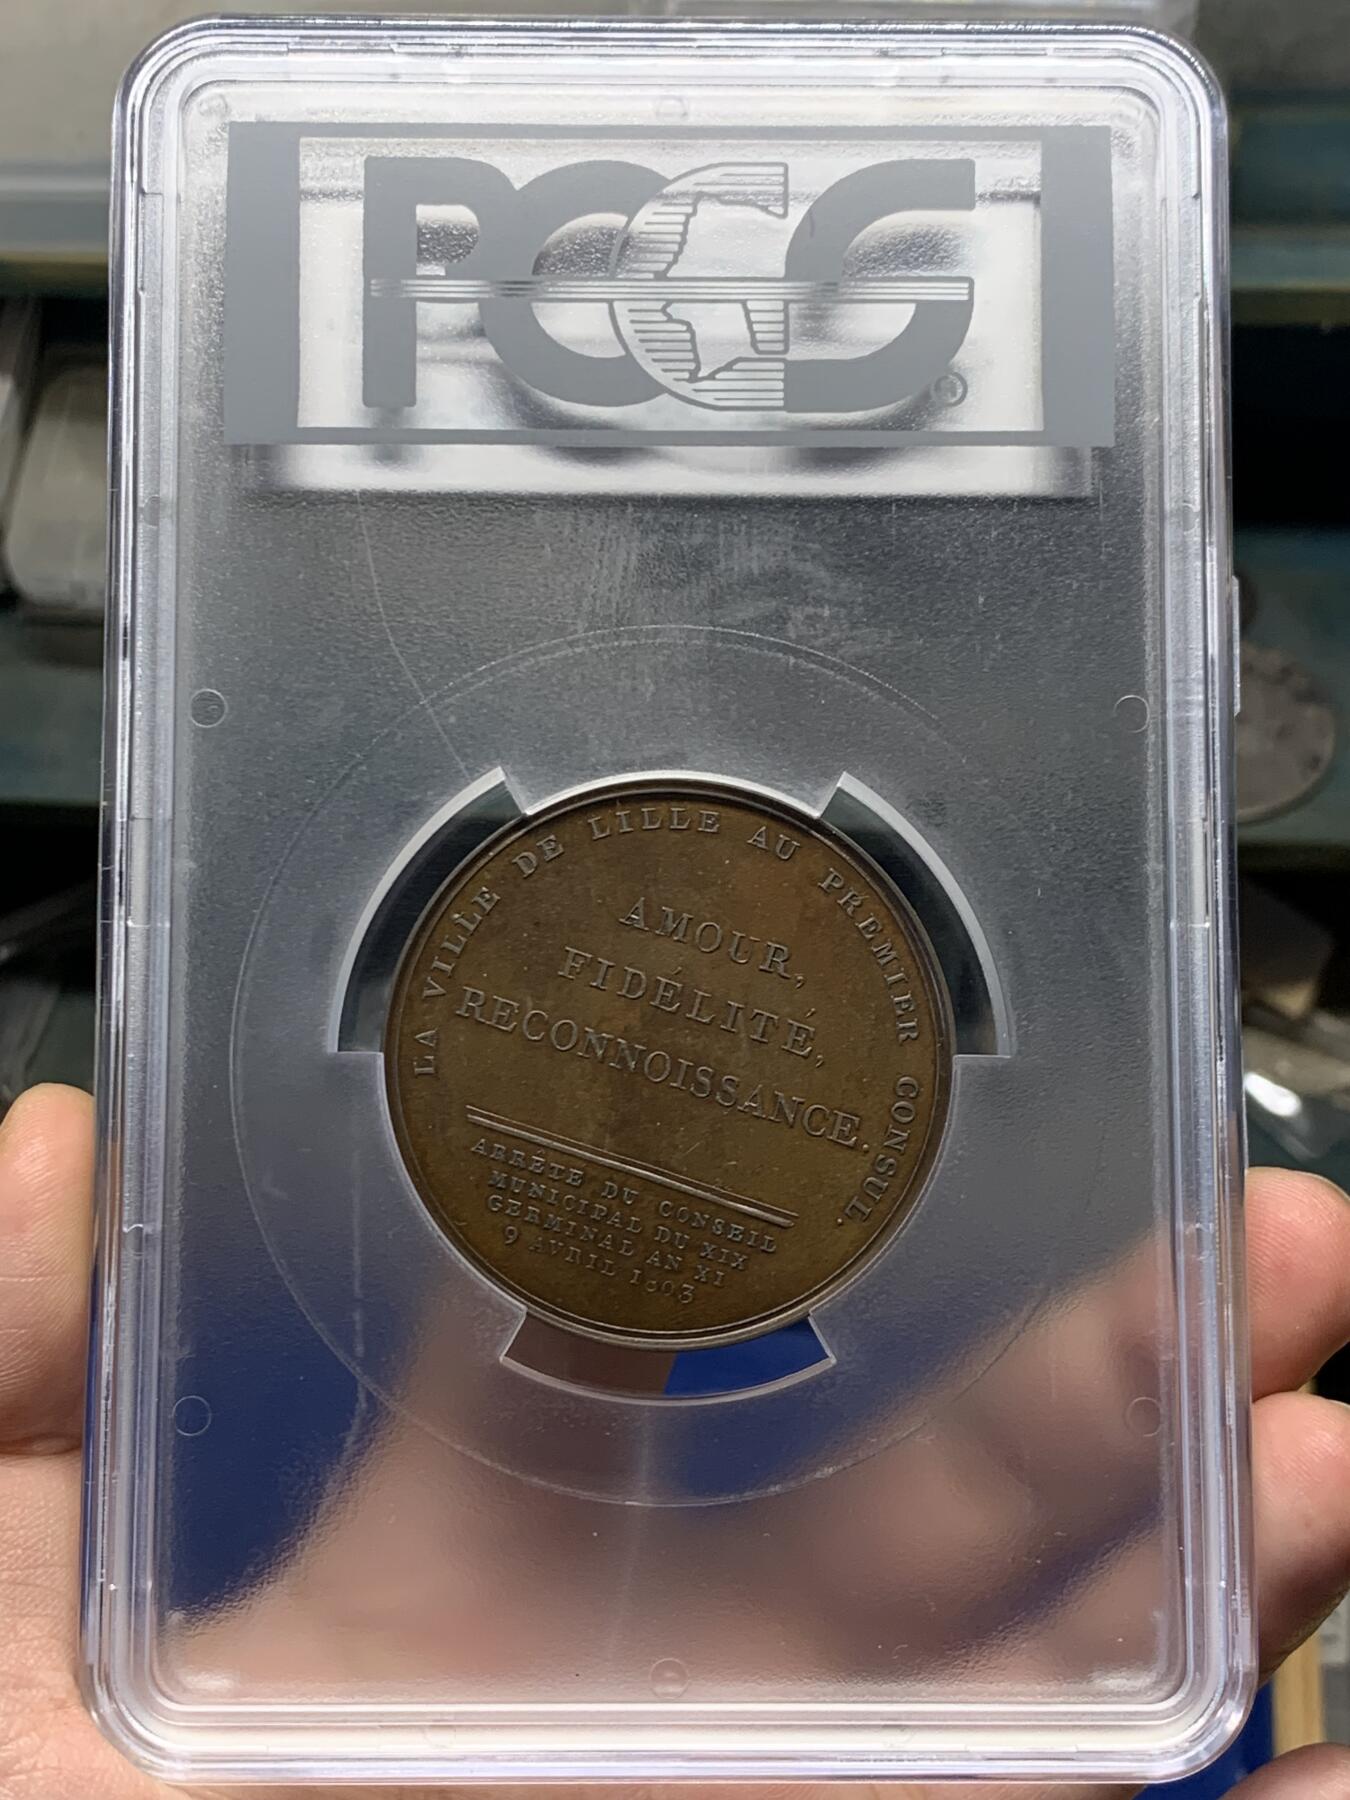 PCGS®
LA VILLE DE LILLE AU PREMIER CONSUL.
AMOUR,
FIDÉLITÉ,
RECONNOISSANCE.
ARRÊTÉ DU CONSEIL
MUNICIPAL DU XIX
GERMINAL AN XI
9 AVRIL 1803